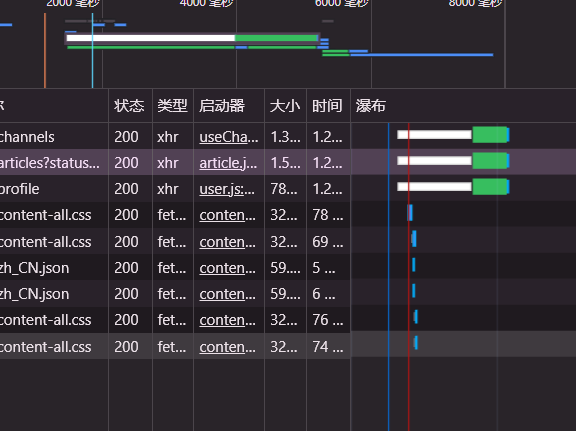 2000 毫秒 4000 毫秒 6000 毫秒 8000 毫秒
状态 类型 启动器 大小 时间 瀑布
channels 200 xhr useCha... 1.3... 1.2...
articles?status... 200 xhr article.j... 1.5... 1.2...
profile 200 xhr user.js:... 78... 1.2...
content-all.css 200 fet... conten... 32... 78 ...
content-all.css 200 fet... conten... 32... 69 ...
zh_CN.json 200 fet... conten... 59.... 5 ...
zh_CN.json 200 fet... conten... 59.... 6 ...
content-all.css 200 fet... conten... 32... 76 ...
content-all.css 200 fet... conten... 32... 74 ...